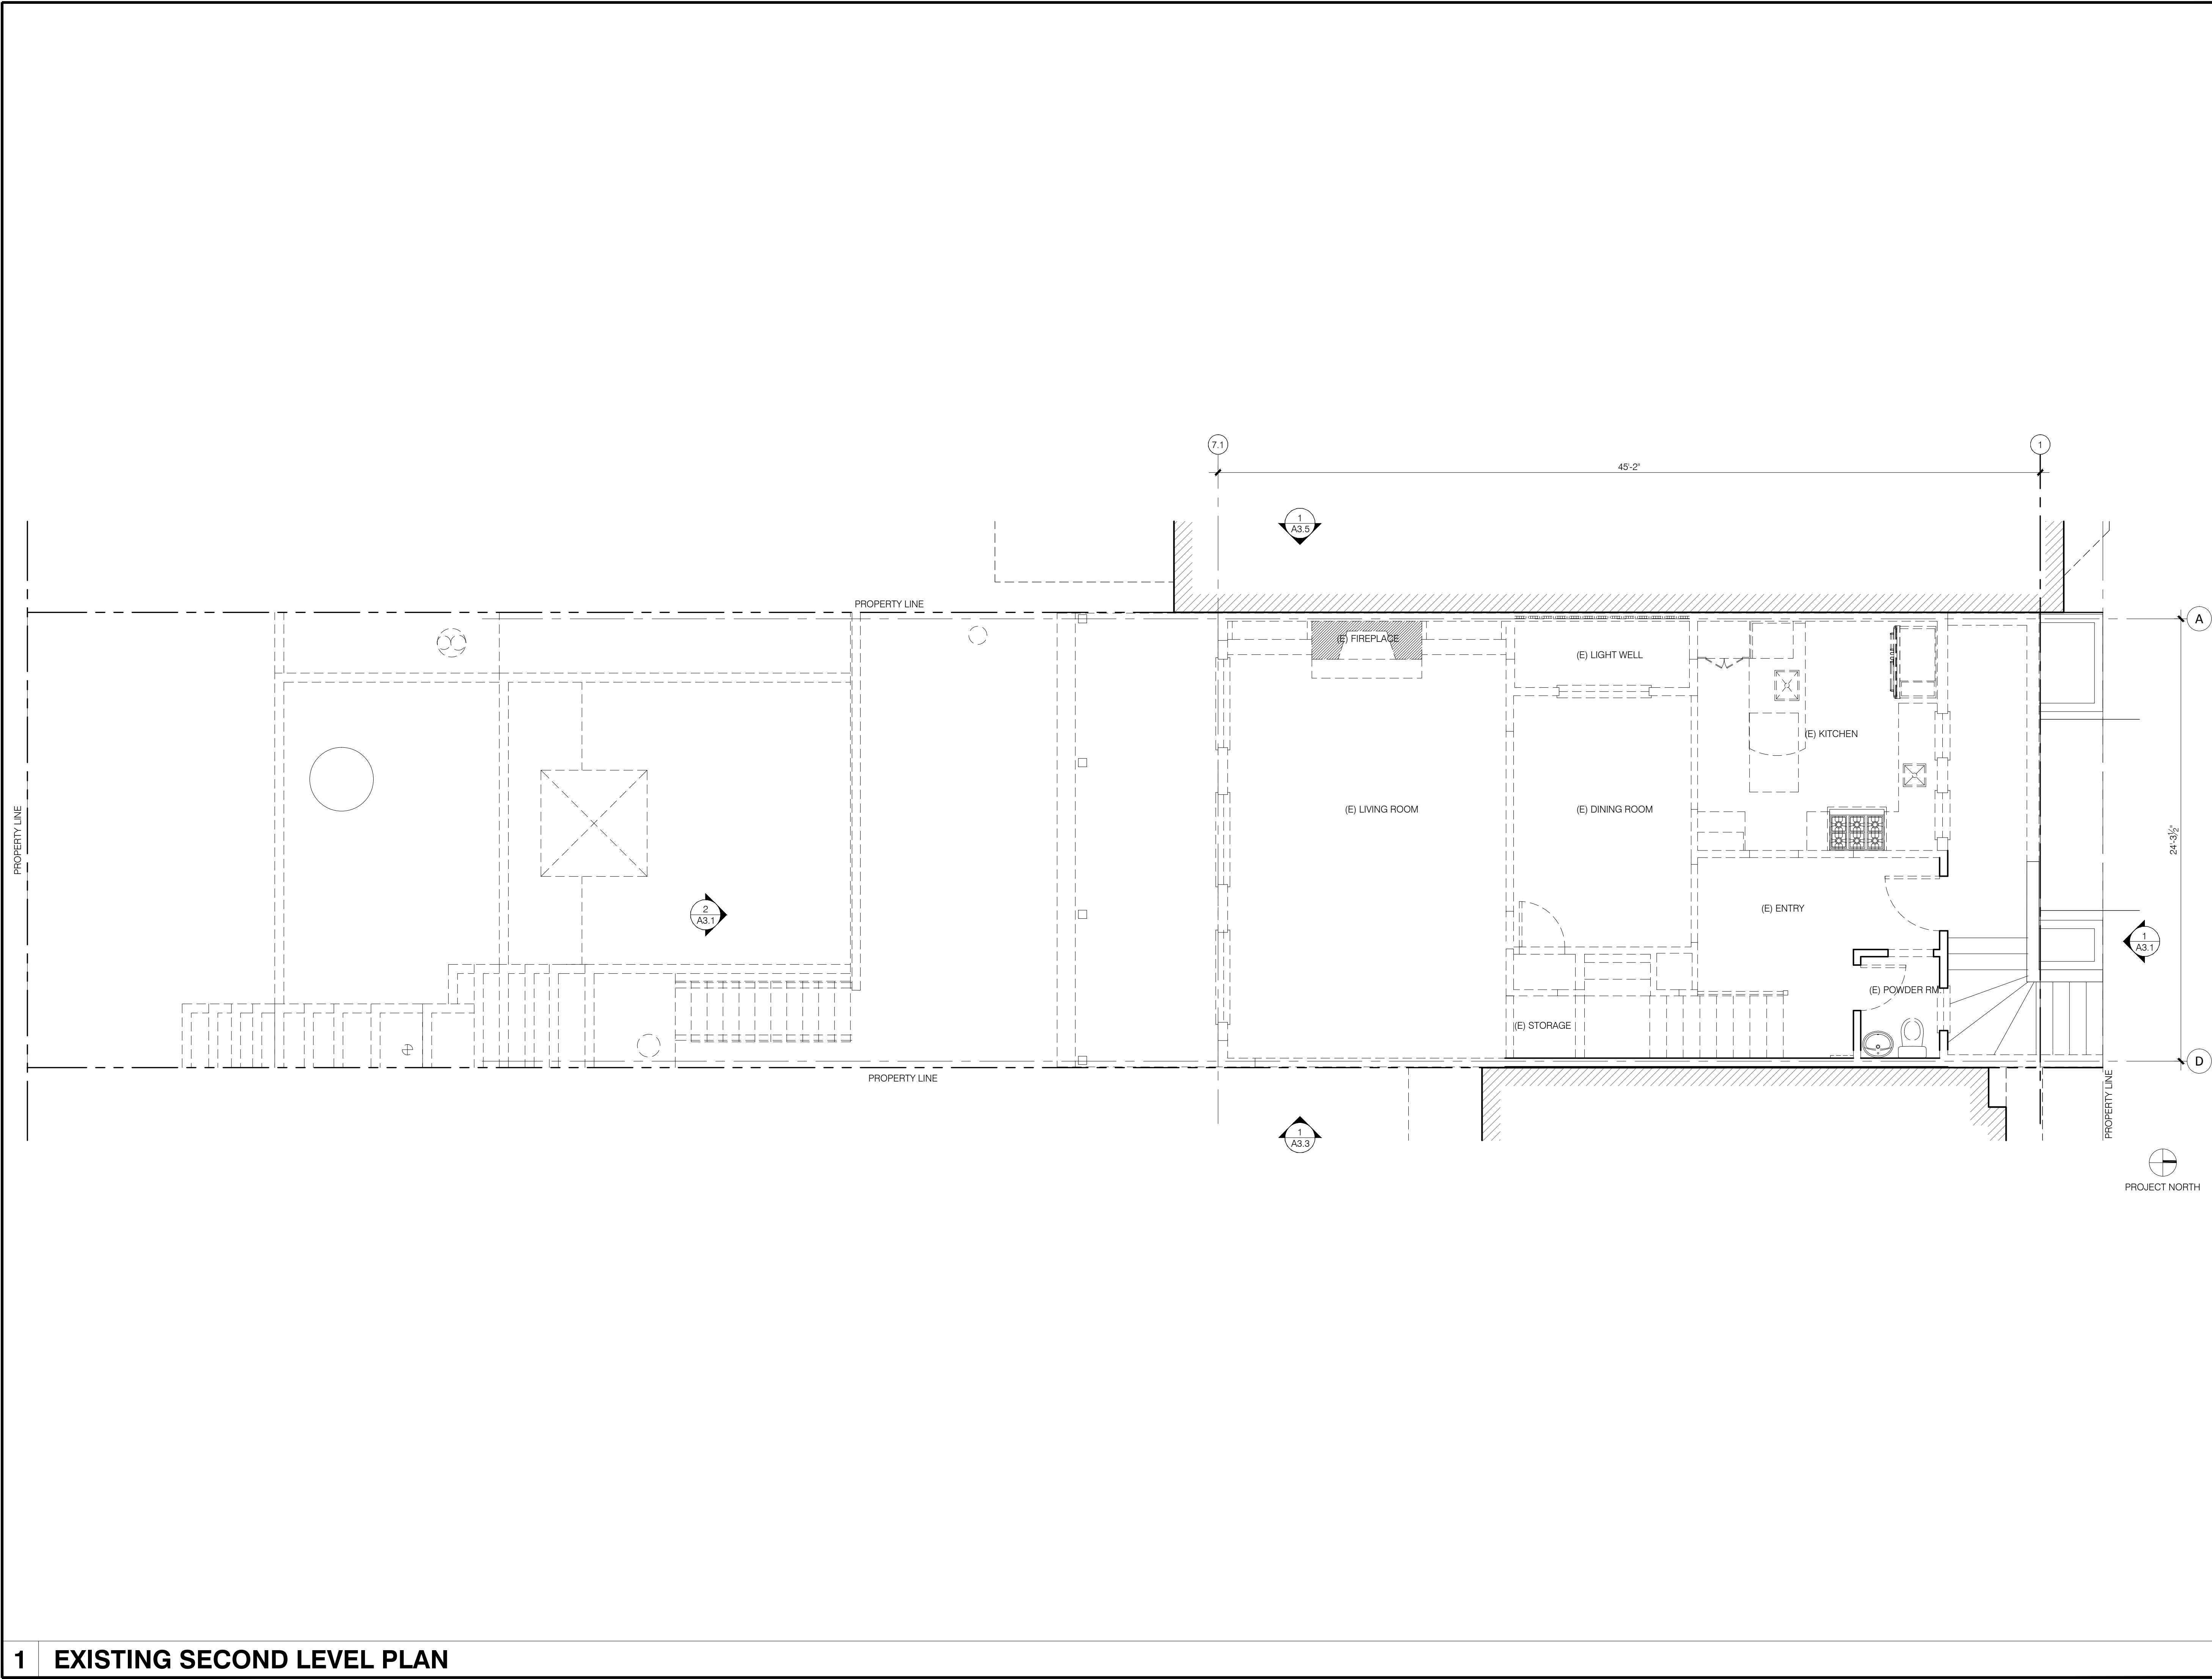 7.1
1
45'-2"
1
A3.5
PROPERTY LINE
A
(E) FIREPLACE
(E) LIGHT WELL
(E) KITCHEN
PROPERTY LINE
(E) LIVING ROOM
(E) DINING ROOM
24'-3½"
2
A3.1
(E) ENTRY
1
A3.1
(E) POWDER RM.
(E) STORAGE
D
PROPERTY LINE
PROPERTY LINE
1
A3.3
PROJECT NORTH
1 EXISTING SECOND LEVEL PLAN